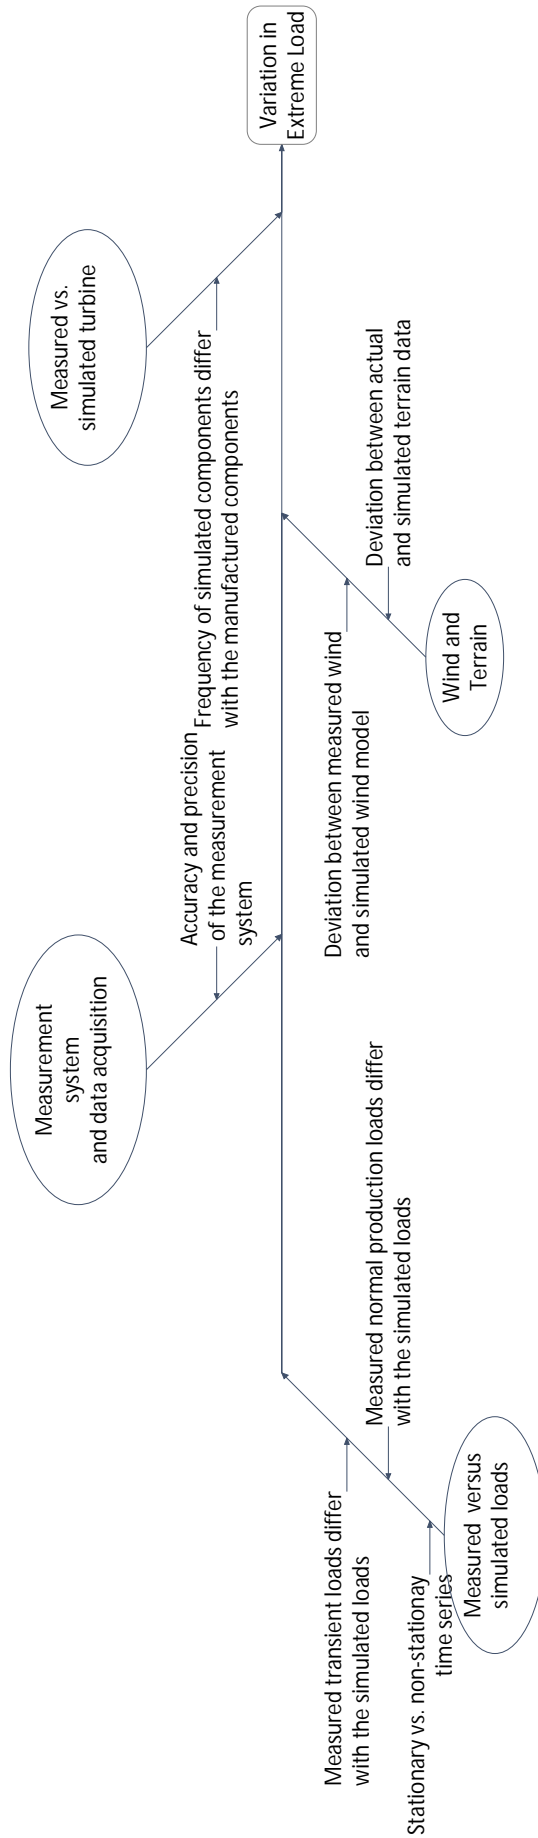 Measurement
system
and data acquisition
Measured vs.
simulated turbine
Accuracy and precision
of the measurement
system
Frequency of simulated components differ
with the manufactured components
Variation in
Extreme Load
Measured transient loads differ
with the simulated loads
Measured normal production loads differ
with the simulated loads
Stationary vs. non-stationay
time series
Measured versus
simulated loads
Deviation between measured wind
and simulated wind model
Deviation between actual
and simulated terrain data
Wind and
Terrain